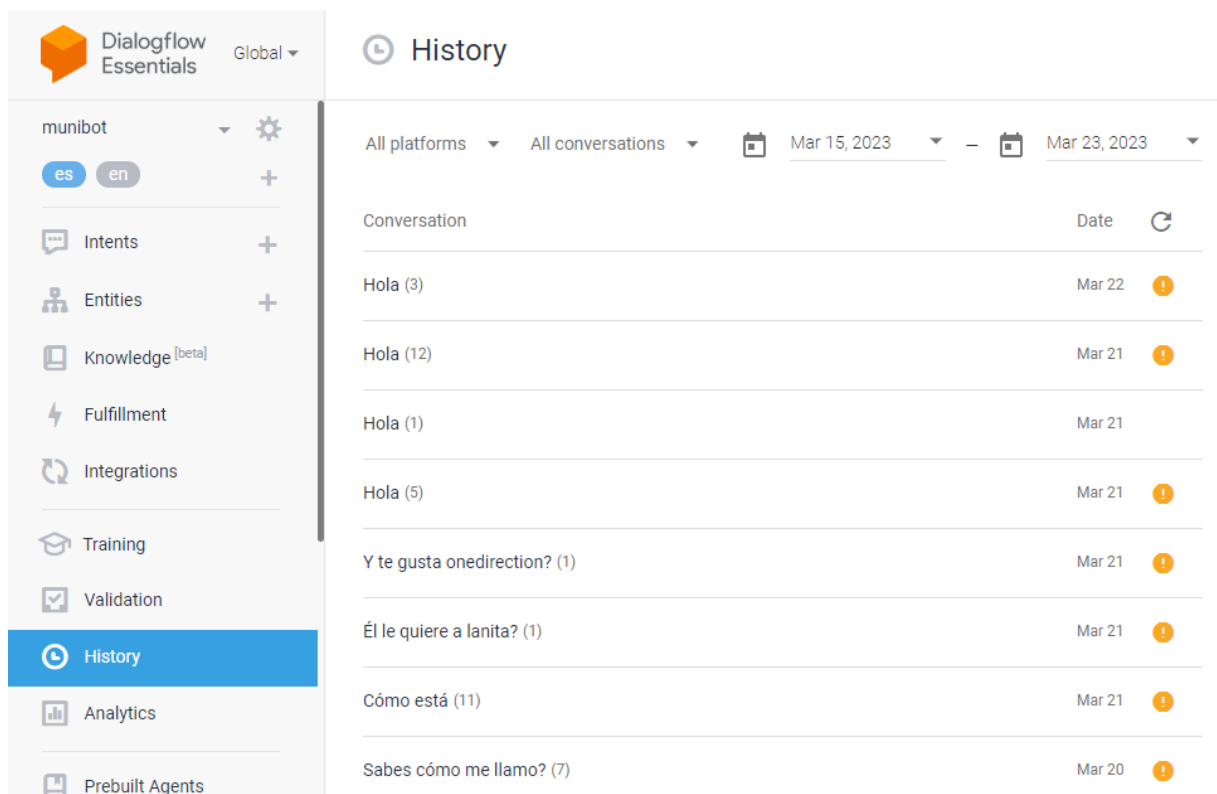 Dialogflow
Essentials
Global
History
munibot
es en
Intents
Entities
Knowledge [beta]
Fulfillment
Integrations
Training
Validation
History
Analytics
Prebuilt Agents
All platforms All conversations Mar 15, 2023 – Mar 23, 2023
Conversation Date
Hola (3) Mar 22
Hola (12) Mar 21
Hola (1) Mar 21
Hola (5) Mar 21
Y te gusta onedirection? (1) Mar 21
Él le quiere a lanita? (1) Mar 21
Cómo está (11) Mar 21
Sabes cómo me llamo? (7) Mar 20